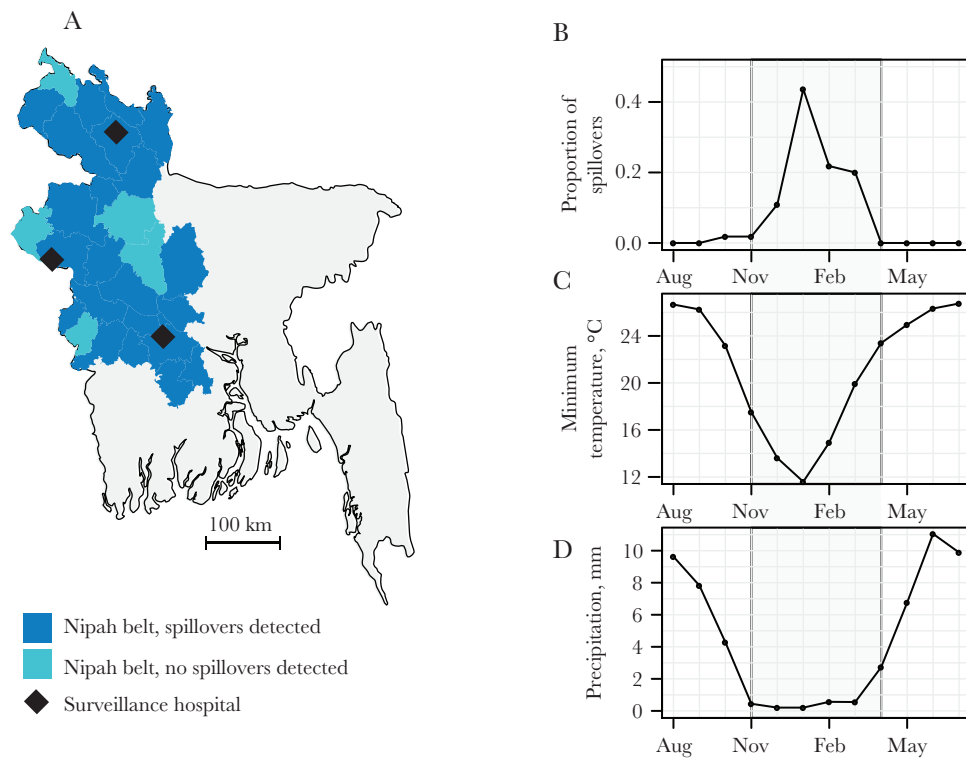 A
100 km
Nipah belt, spillovers detected
Nipah belt, no spillovers detected
Surveillance hospital
B
Proportion of
spillovers
0.4
0.2
0.0
Aug Nov Feb May
C
Minimum
temperature, °C
24
20
16
12
Aug Nov Feb May
D
Precipitation, mm
10
8
6
4
2
0
Aug Nov Feb May